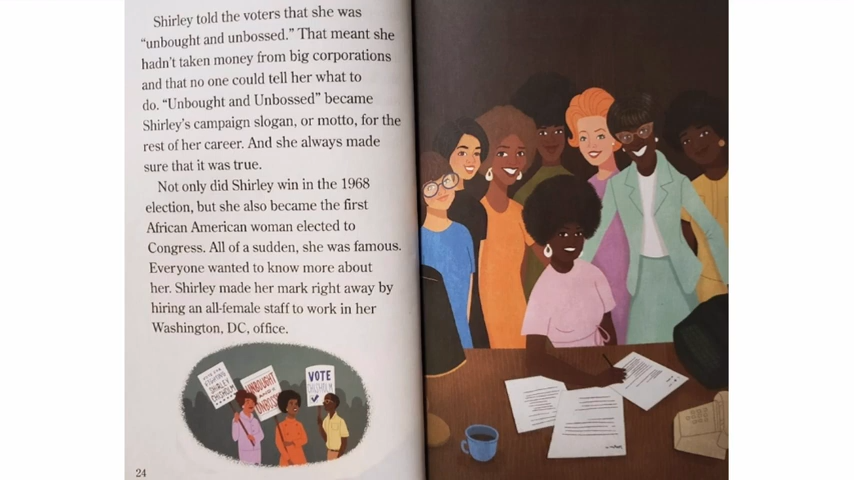 Shirley told the voters that she was
“unbought and unbossed.” That meant she
hadn’t taken money from big corporations
and that no one could tell her what to
do. “Unbought and Unbossed” became
Shirley’s campaign slogan, or motto, for the
rest of her career. And she always made
sure that it was true.
Not only did Shirley win in the 1968
election, but she also became the first
African American woman elected to
Congress. All of a sudden, she was famous.
Everyone wanted to know more about
her. Shirley made her mark right away by
hiring an all-female staff to work in her
Washington, DC, office.
SHIRLEY
CHISHOLM
UNBOUGHT
AND
UNBOSSED
VOTE
CHISHOLM
24